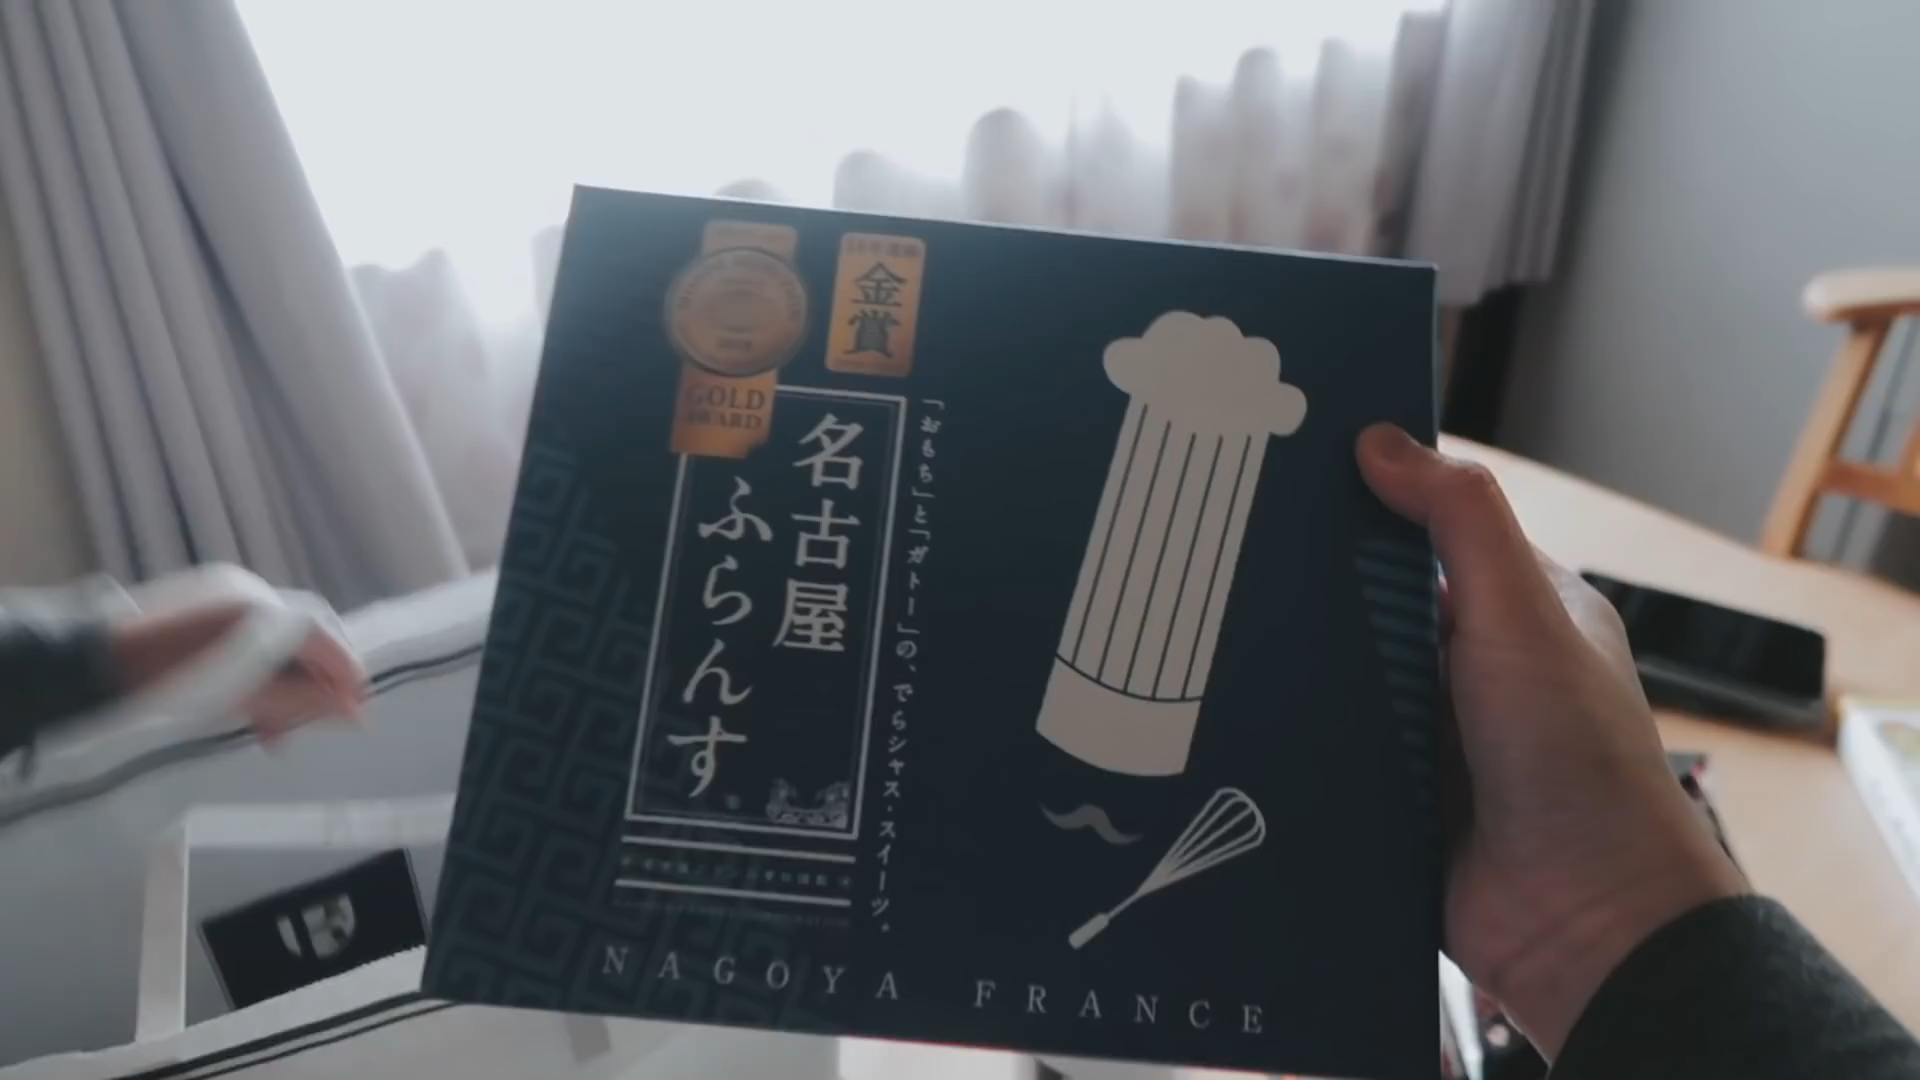 金賞
GOLD
AWARD
名古屋
ふらんす
「おもち」と「ガトー」の、でらシャス・スイーツ。
NAGOYA FRANCE